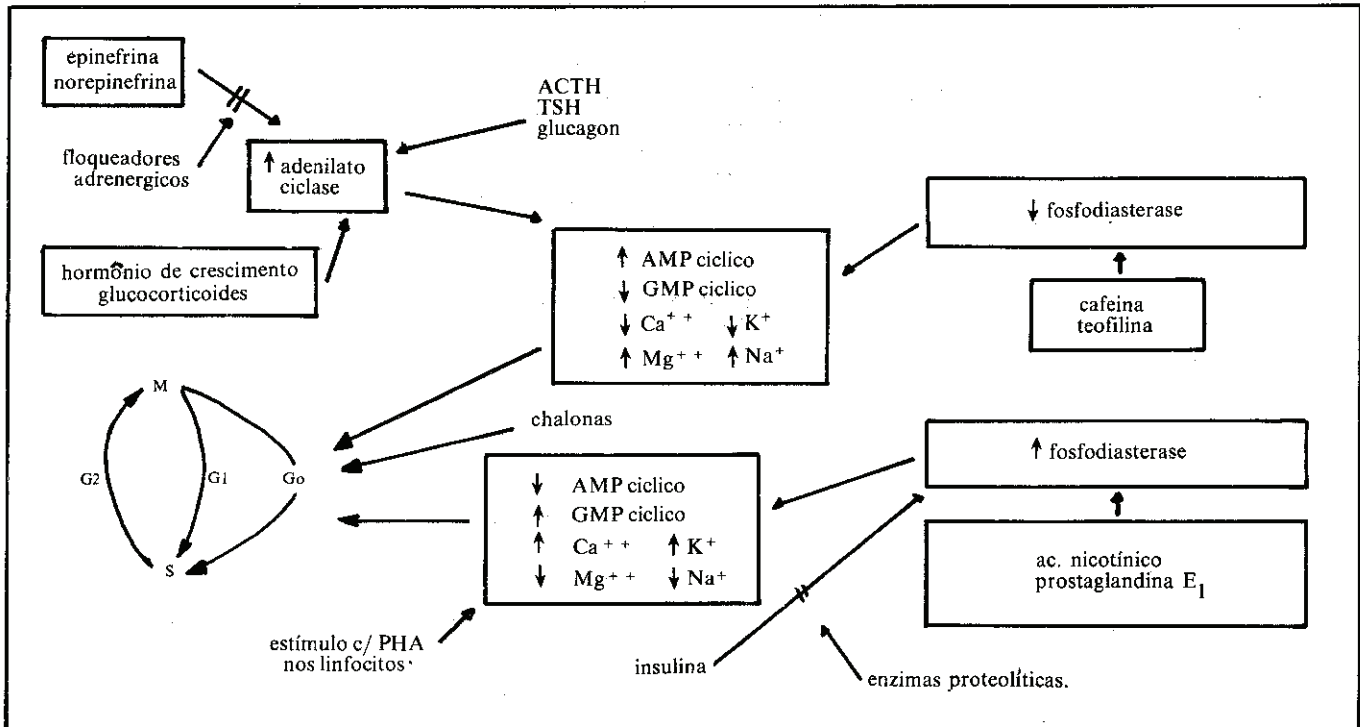 épinefrina
norepinefrina
floqueadores
adrenergicos
↑ adenilato
ciclase
ACTH
TSH
glucagon
hormônio de crescimento
glucocorticoides
↑ AMP ciclico
↓ GMP ciclico
↓ Ca++ ↓ K+
↑ Mg++ ↑ Na+
↓ fosfodiasterase
cafeina
teofilina
M
G2
G1
Go
S
chalonas
↓ AMP ciclico
↑ GMP ciclico
↑ Ca++ ↑ K+
↓ Mg++ ↓ Na+
↑ fosfodiasterase
ac. nicotínico
prostaglandina E1
estímulo c/ PHA
nos linfocitos
insulina
enzimas proteolíticas.